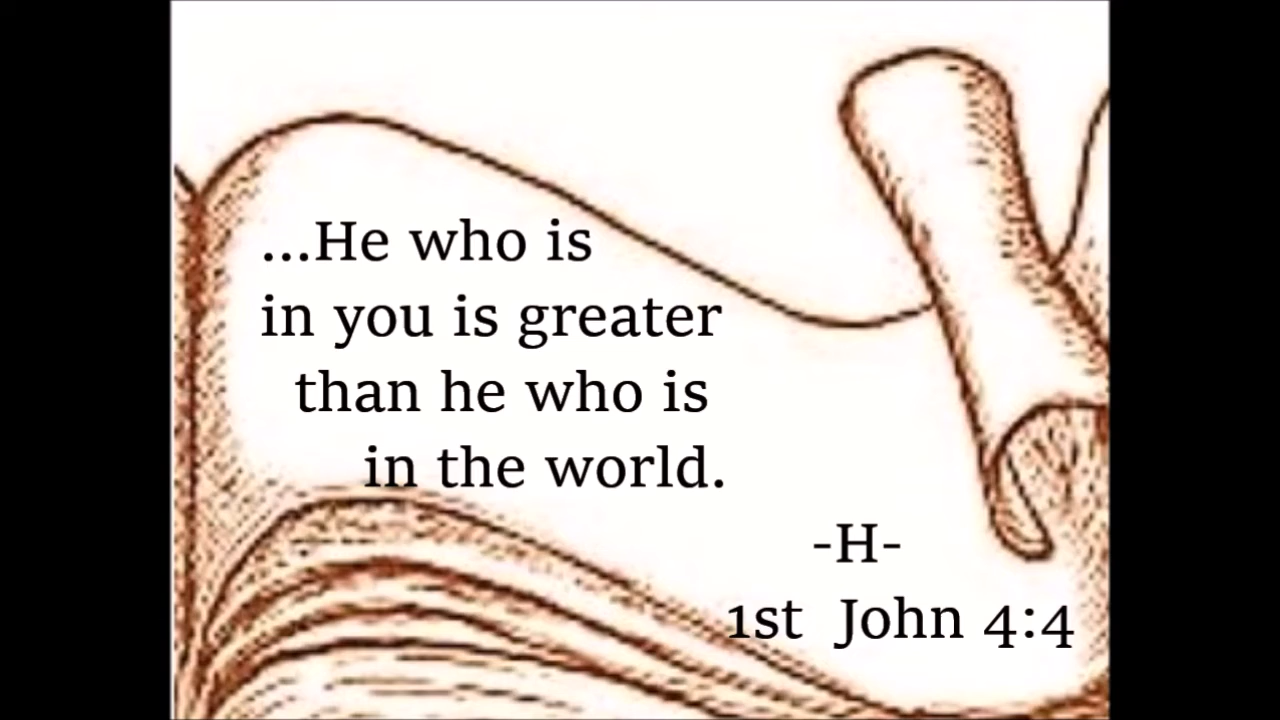 ...He who is
in you is greater
than he who is
in the world.
-H-
1st John 4:4